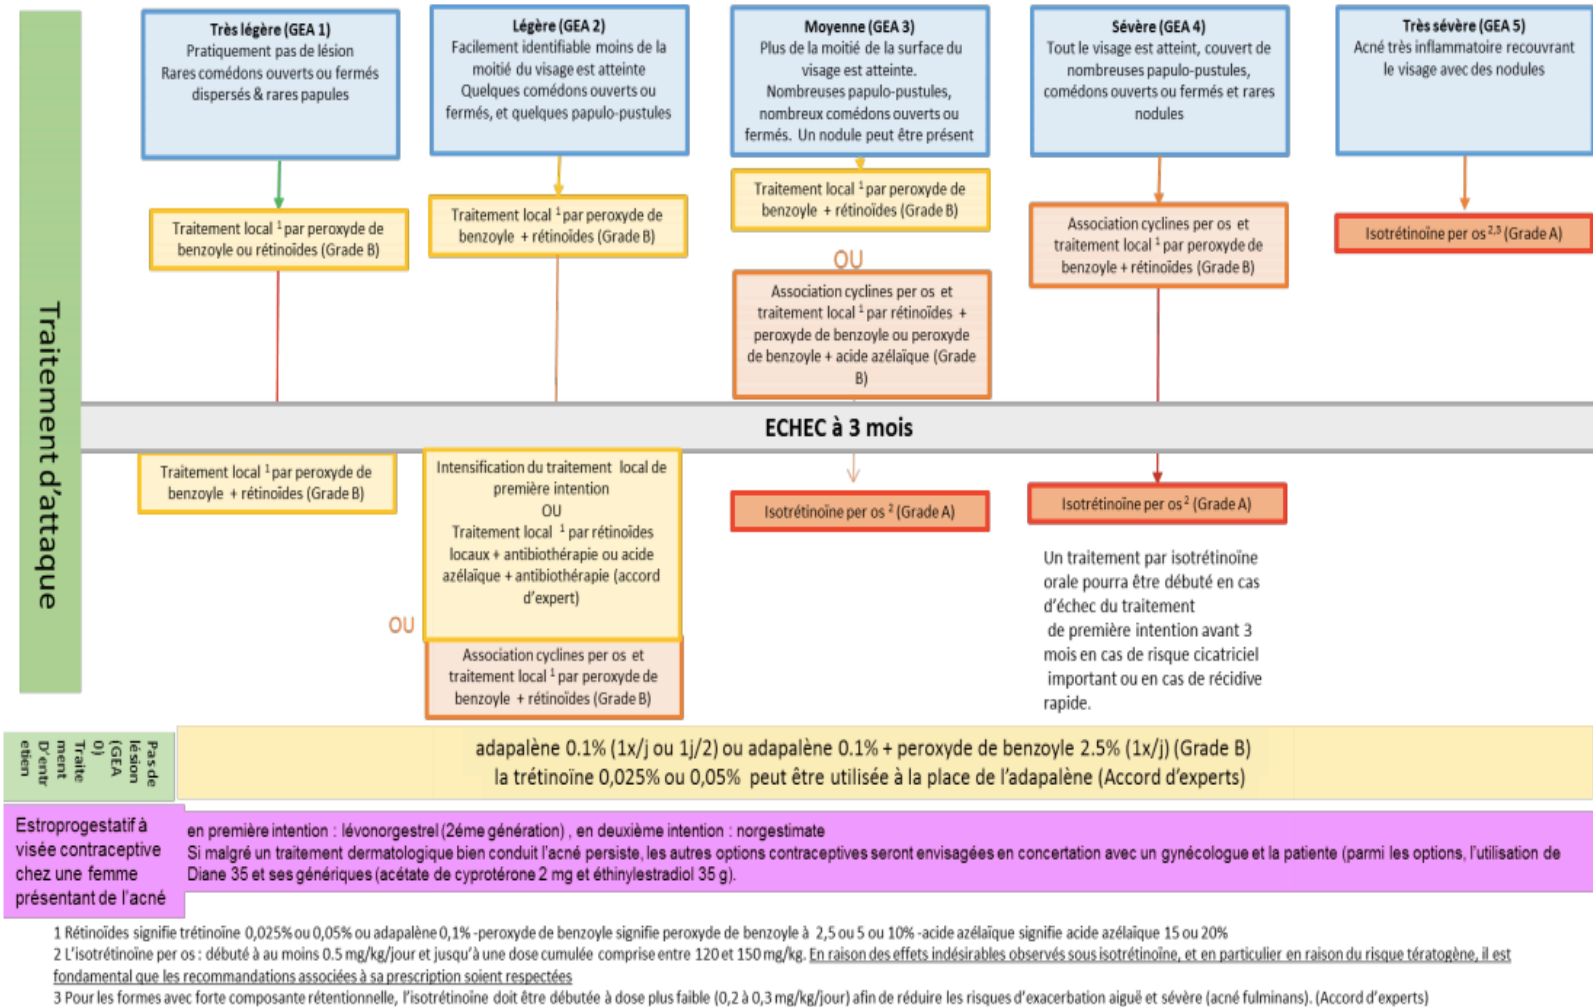 Traitement d'attaque
Très légère (GEA 1)
Pratiquement pas de lésion
Rares comédons ouverts ou fermés
dispersés & rares papules
Légère (GEA 2)
Facilement identifiable moins de la
moitié du visage est atteinte
Quelques comédons ouverts ou
fermés, et quelques papulo-pustules
Moyenne (GEA 3)
Plus de la moitié de la surface du
visage est atteinte.
Nombreuses papulo-pustules,
nombreux comédons ouverts ou
fermés. Un nodule peut être présent
Sévère (GEA 4)
Tout le visage est atteint, couvert de
nombreuses papulo-pustules,
comédons ouverts ou fermés et rares
nodules
Très sévère (GEA 5)
Acné très inflammatoire recouvrant
le visage avec des nodules
Traitement local ¹ par peroxyde de
benzoyle ou rétinoïdes (Grade B)
Traitement local ¹ par peroxyde de
benzoyle + rétinoïdes (Grade B)
Traitement local ¹ par peroxyde de
benzoyle + rétinoïdes (Grade B)
OU
Association cyclines per os et
traitement local ¹ par rétinoïdes +
peroxyde de benzoyle ou peroxyde
de benzoyle + acide azélaïque (Grade
B)
Association cyclines per os et
traitement local ¹ par peroxyde de
benzoyle + rétinoïdes (Grade B)
Isotrétinoïne per os ²,³ (Grade A)
ECHEC à 3 mois
Traitement local ¹ par peroxyde de
benzoyle + rétinoïdes (Grade B)
Intensification du traitement local de
première intention
OU
Traitement local ¹ par rétinoïdes
locaux + antibiothérapie ou acide
azélaïque + antibiothérapie (accord
d'expert)
OU
Association cyclines per os et
traitement local ¹ par peroxyde de
benzoyle + rétinoïdes (Grade B)
Isotrétinoïne per os ² (Grade A)
Isotrétinoïne per os ² (Grade A)
Un traitement par isotrétinoïne
orale pourra être débuté en cas
d'échec du traitement
de première intention avant 3
mois en cas de risque cicatriciel
important ou en cas de récidive
rapide.
Pas de
lésion
(GEA
0)
Traite
ment
D'entr
etien
adapalène 0.1% (1x/j ou 1j/2) ou adapalène 0.1% + peroxyde de benzoyle 2.5% (1x/j) (Grade B)
la trétinoïne 0,025% ou 0,05% peut être utilisée à la place de l'adapalène (Accord d'experts)
Estroprogestatif à
visée contraceptive
chez une femme
présentant de l'acné
en première intention : lévonorgestrel (2éme génération) , en deuxième intention : norgestimate
Si malgré un traitement dermatologique bien conduit l'acné persiste, les autres options contraceptives seront envisagées en concertation avec un gynécologue et la patiente (parmi les options, l'utilisation de
Diane 35 et ses génériques (acétate de cyprotérone 2 mg et éthinylestradiol 35 g).
1 Rétinoïdes signifie trétinoïne 0,025% ou 0,05% ou adapalène 0,1% -peroxyde de benzoyle signifie peroxyde de benzoyle à 2,5 ou 5 ou 10% -acide azélaïque signifie acide azélaïque 15 ou 20%
2 L'isotrétinoïne per os : débuté à au moins 0.5 mg/kg/jour et jusqu'à une dose cumulée comprise entre 120 et 150 mg/kg. En raison des effets indésirables observés sous isotrétinoïne, et en particulier en raison du risque tératogène, il est
fondamental que les recommandations associées à sa prescription soient respectées
3 Pour les formes avec forte composante rétentionnelle, l'isotrétinoïne doit être débutée à dose plus faible (0,2 à 0,3 mg/kg/jour) afin de réduire les risques d'exacerbation aiguë et sévère (acné fulminans). (Accord d'experts)